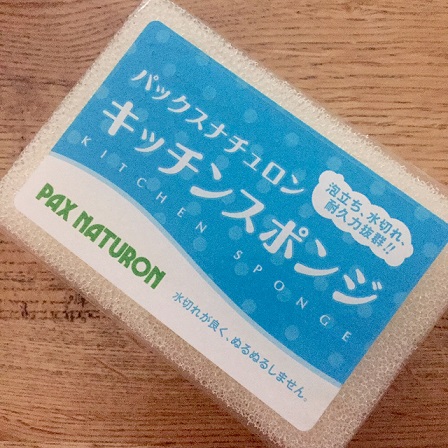 パックスナチュロン
キッチンスポンジ
KITCHEN SPONGE
泡立ち、水切れ、
耐久力抜群!!
PAX NATURON
水切れが良く、ぬるぬるしません。